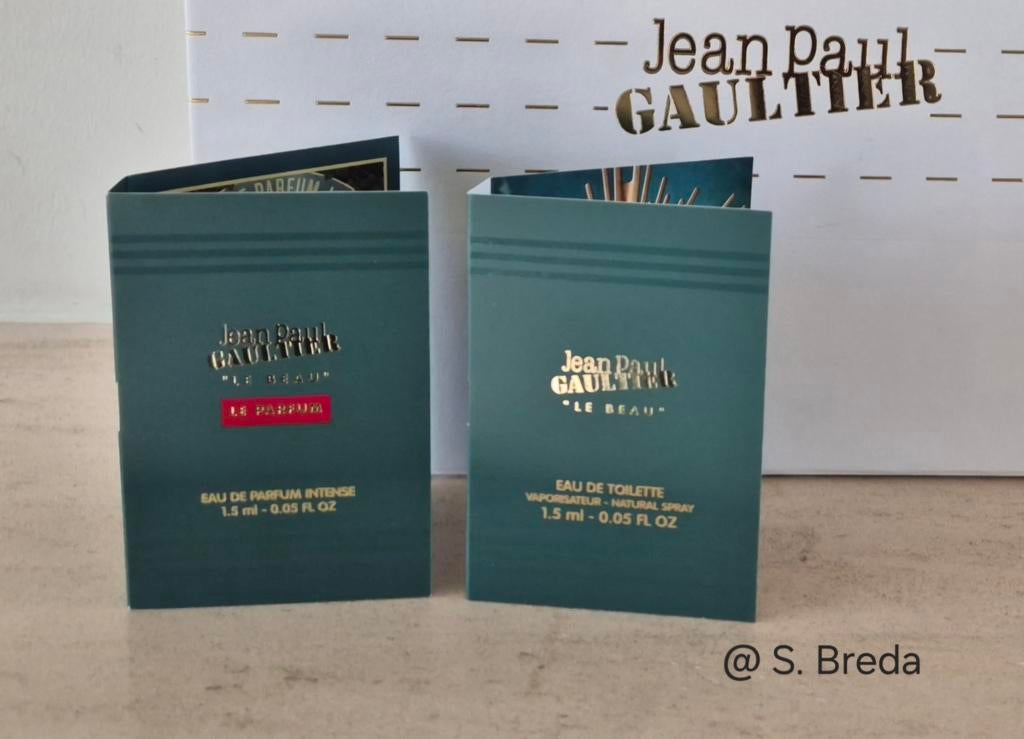 Jean Paul
GAULTIER
E PARFUM
Jean Paul
GAULTIER
"LE BEAU"
LE PARFUM
EAU DE PARFUM INTENSE
1.5 ml - 0.05 FL OZ
Jean Paul
GAULTIER
"LE BEAU"
EAU DE TOILETTE
VAPORISATEUR - NATURAL SPRAY
1.5 ml - 0.05 FL OZ
@ S. Breda